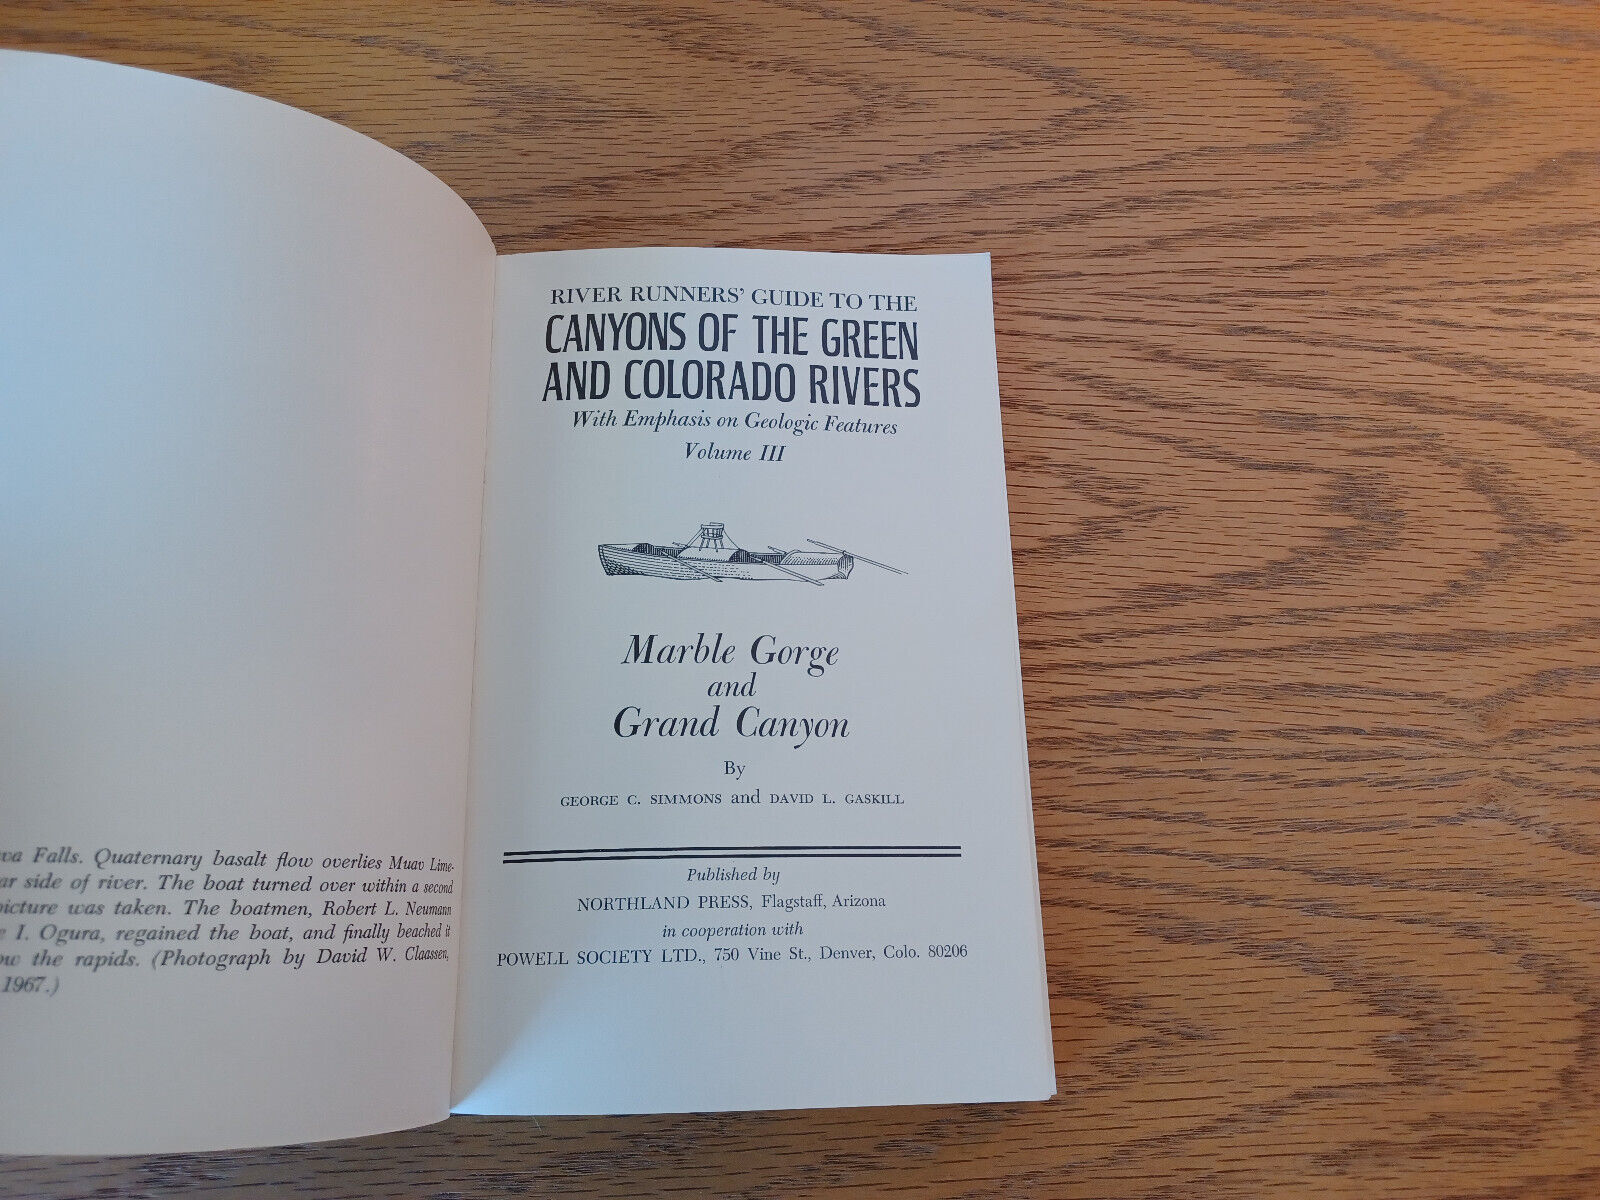 Falls. Quaternary basalt flow overlies Muav Lime-
side of river. The boat turned over within a second
picture was taken. The boatmen, Robert L. Neumann
I. Ogura, regained the boat, and finally beached it
the rapids. (Photograph by David W. Claassen,
1967.)
RIVER RUNNERS' GUIDE TO THE
CANYONS OF THE GREEN
AND COLORADO RIVERS
With Emphasis on Geologic Features
Volume III
Marble Gorge
and
Grand Canyon
By
GEORGE C. SIMMONS and DAVID L. GASKILL
Published by
NORTHLAND PRESS, Flagstaff, Arizona
in cooperation with
POWELL SOCIETY LTD., 750 Vine St., Denver, Colo. 80206